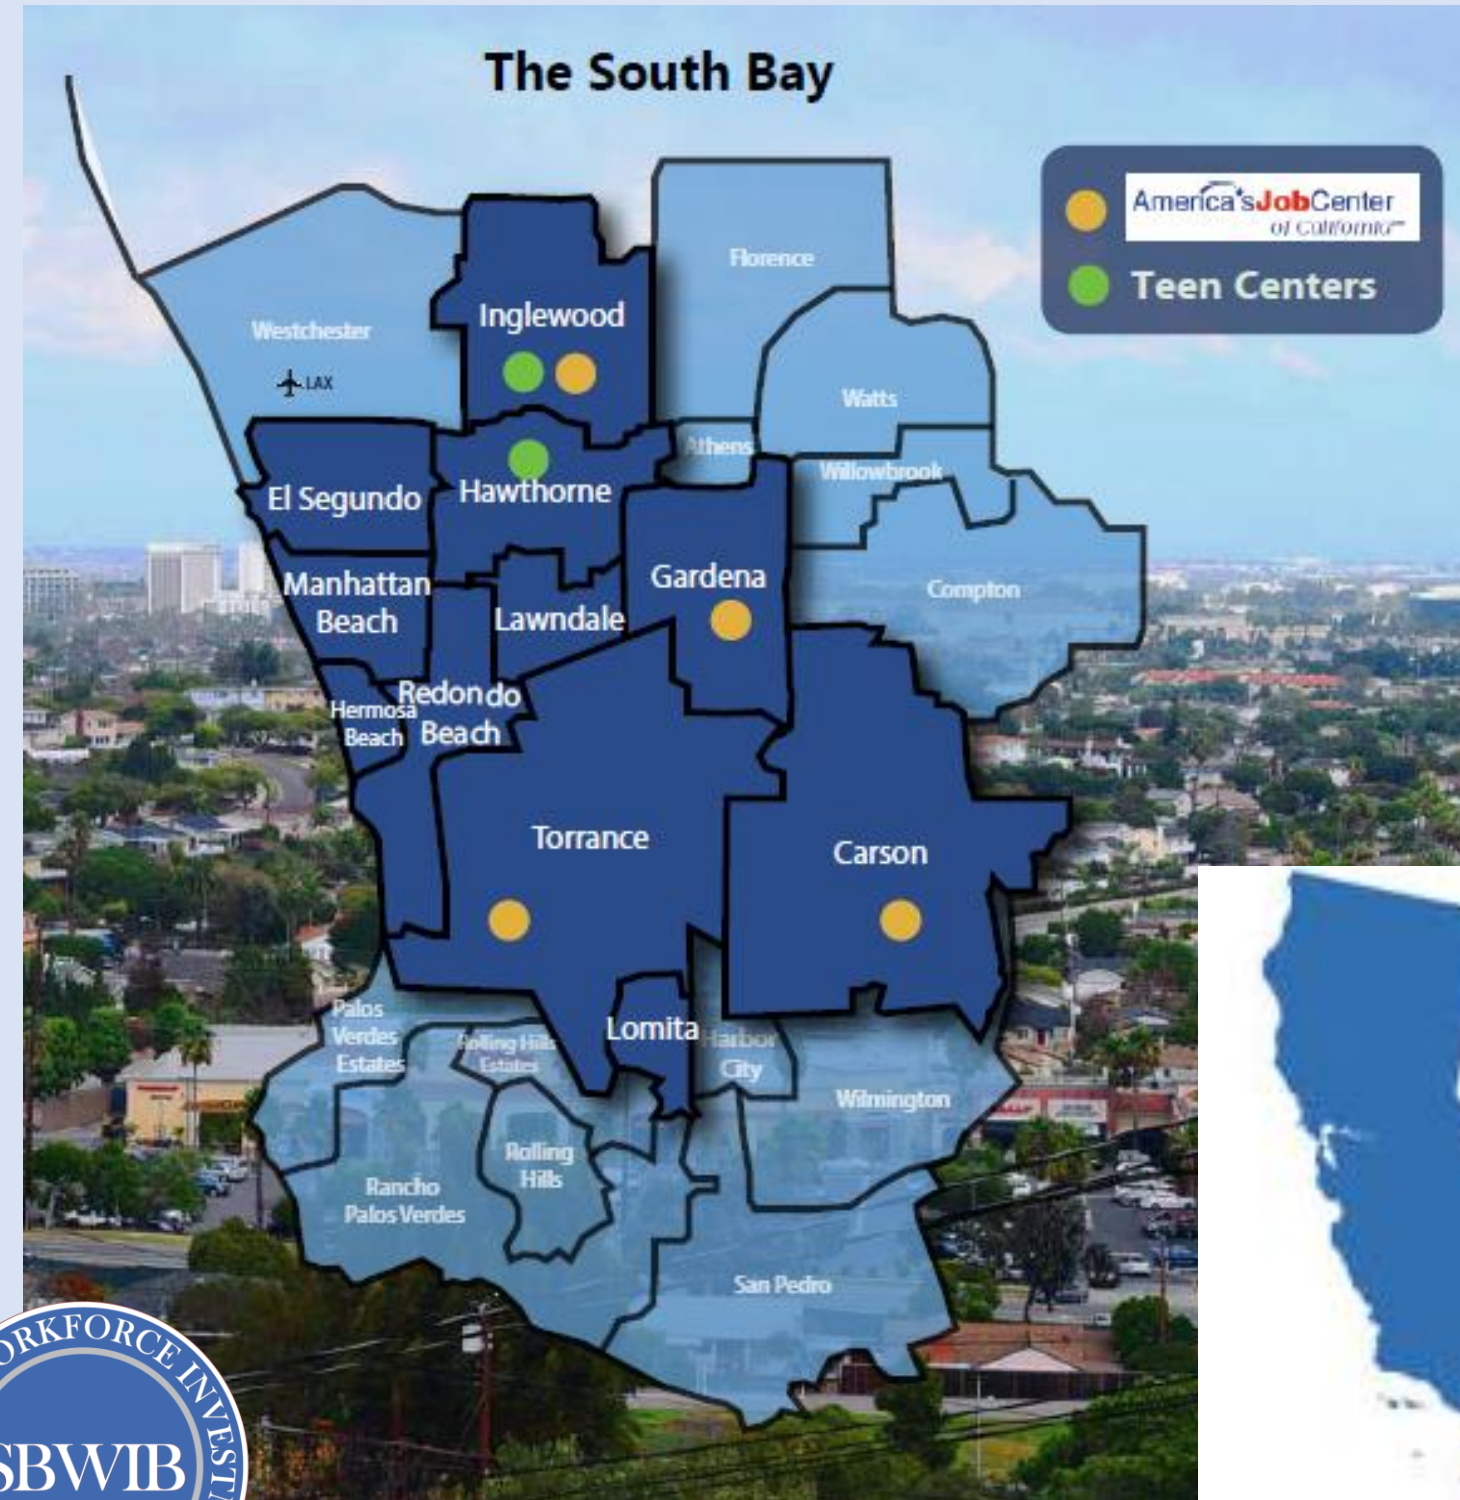 The South Bay
America'sJobCenter
of California
Teen Centers
Florence
Inglewood
Westchester
LAX
Watts
Athens
Willowbrook
El Segundo
Hawthorne
Gardena
Manhattan
Beach
Compton
Lawndale
Redondo
Beach
Hermosa
Beach
Torrance
Carson
Palos
Verdes
Estates
Lomita
Rolling Hills
Estates
Harbor
City
Wilmington
Rolling
Hills
Rancho
Palos Verdes
San Pedro
ORKFORCE INVEST
SBWIB